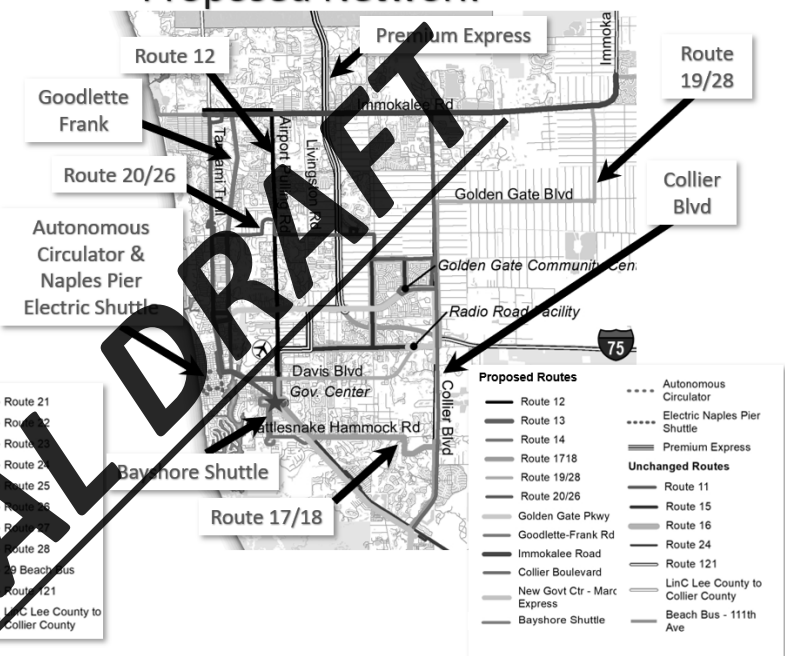 Proposed Network
Premium Express
Route 12
Route
19/28
Goodlette
Frank
Immokalee Rd
Airport Pulling Rd
Livingston Rd
Route 20/26
Golden Gate Blvd
Collier
Blvd
Autonomous
Circulator &
Naples Pier
Electric Shuttle
Golden Gate Community Cen
Radio Road Facility
75
Davis Blvd
Gov. Center
Collier Blvd
attlesnake Hammock Rd
Bayshore Shuttle
Route 17/18
AL DRAFT
Route 21
Route 22
Route 23
Route 24
Route 25
Route 26
Route 27
Route 28
29 Beach Bus
Route 121
LinC Lee County to
Collier County
Proposed Routes
Route 12
Route 13
Route 14
Route 1718
Route 19/28
Route 20/26
Golden Gate Pkwy
Goodlette-Frank Rd
Immokalee Road
Collier Boulevard
New Govt Ctr - Marc
Express
Bayshore Shuttle
Autonomous
Circulator
Electric Naples Pier
Shuttle
Premium Express
Unchanged Routes
Route 11
Route 15
Route 16
Route 24
Route 121
LinC Lee County to
Collier County
Beach Bus - 111th
Ave